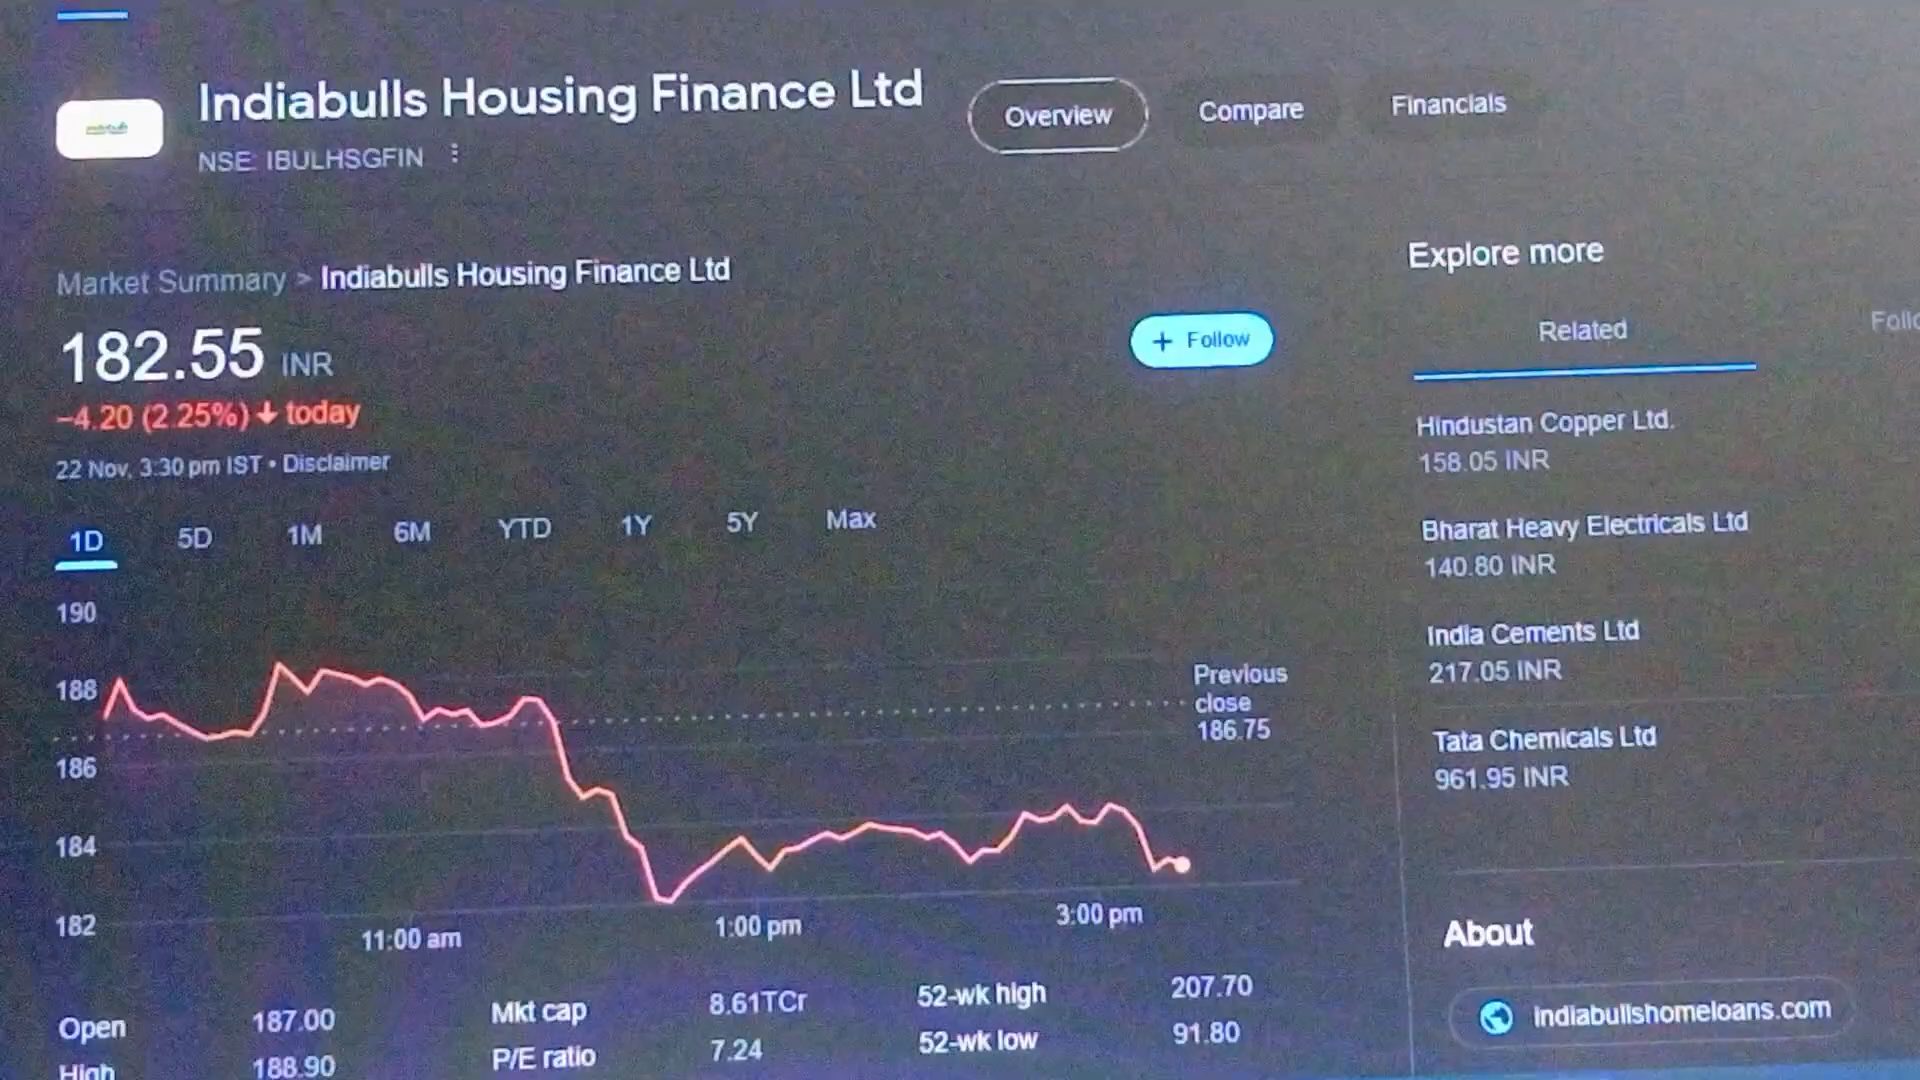 Indiabulls Housing Finance Ltd
NSE: IBULHSGFIN
Overview
Compare
Financials
Market Summary > Indiabulls Housing Finance Ltd
182.55 INR
−4.20 (2.25%) ↓ today
22 Nov, 3:30 pm IST • Disclaimer
+ Follow
1D 5D 1M 6M YTD 1Y 5Y Max
190
188
186
184
182
Previous
close
186.75
11:00 am 1:00 pm 3:00 pm
Open 187.00
High 188.90
Mkt cap 8.61TCr
P/E ratio 7.24
52-wk high 207.70
52-wk low 91.80
Explore more
Related
Hindustan Copper Ltd.
158.05 INR
Bharat Heavy Electricals Ltd
140.80 INR
India Cements Ltd
217.05 INR
Tata Chemicals Ltd
961.95 INR
About
indiabullshomeloans.com